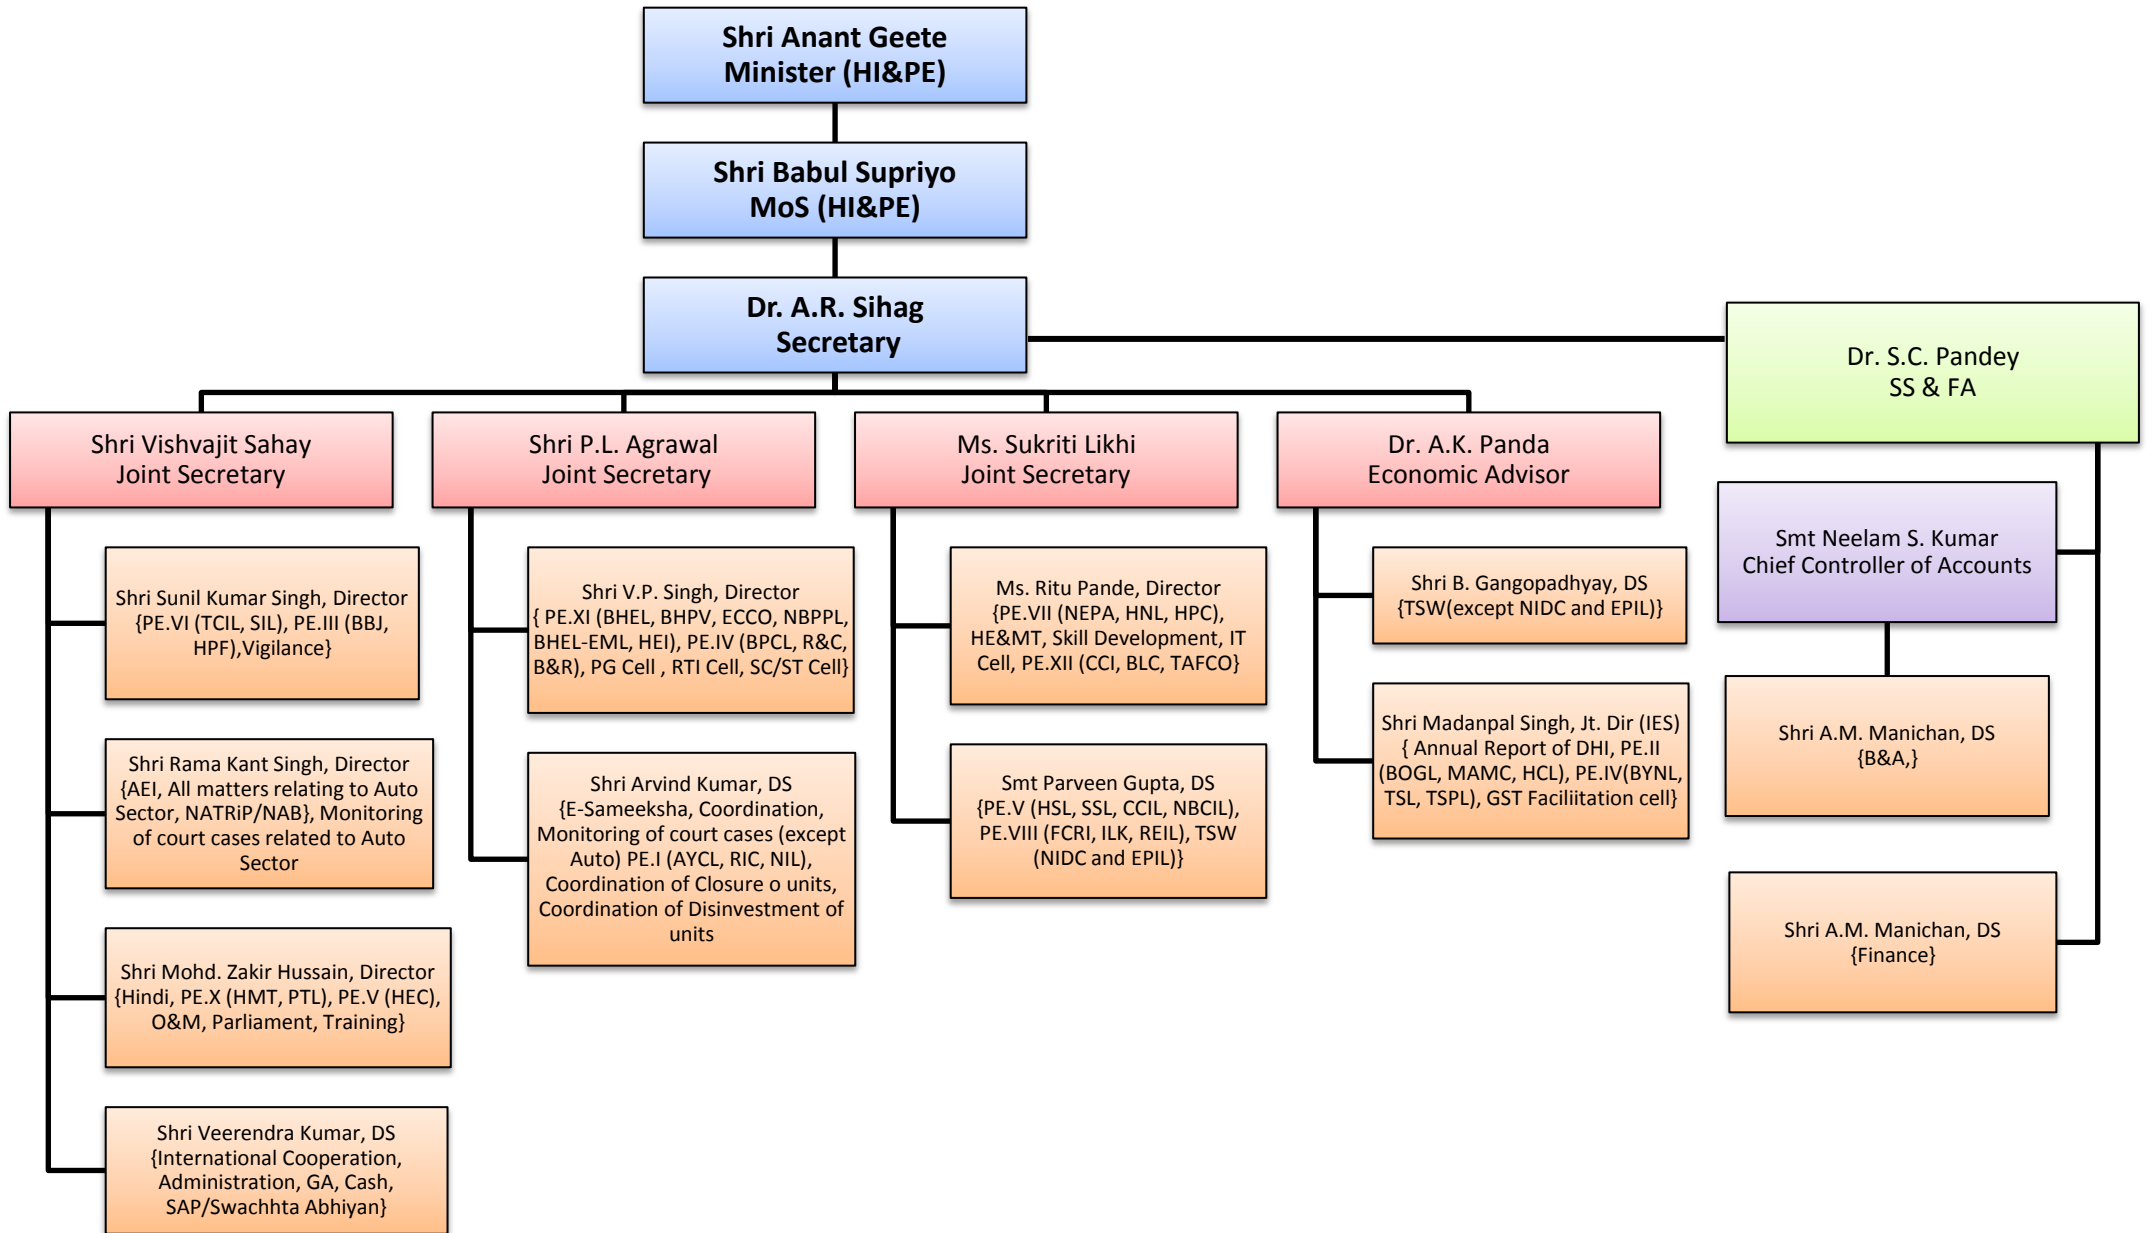 Shri Anant Geete
Minister (HI&PE)
Shri Babul Supriyo
MoS (HI&PE)
Dr. A.R. Sihag
Secretary
Dr. S.C. Pandey
SS & FA
Shri Vishvajit Sahay
Joint Secretary
Shri P.L. Agrawal
Joint Secretary
Ms. Sukriti Likhi
Joint Secretary
Dr. A.K. Panda
Economic Advisor
Smt Neelam S. Kumar
Chief Controller of Accounts
Shri Sunil Kumar Singh, Director
{PE.VI (TCIL, SIL), PE.III (BBJ,
HPF),Vigilance}
Shri Rama Kant Singh, Director
{AEI, All matters relating to Auto
Sector, NATRiP/NAB}, Monitoring
of court cases related to Auto
Sector
Shri Mohd. Zakir Hussain, Director
{Hindi, PE.X (HMT, PTL), PE.V (HEC),
O&M, Parliament, Training}
Shri Veerendra Kumar, DS
{International Cooperation,
Administration, GA, Cash,
SAP/Swachhta Abhiyan}
Shri V.P. Singh, Director
{ PE.XI (BHEL, BHPV, ECCO, NBPPL,
BHEL-EML, HEI), PE.IV (BPCL, R&C,
B&R), PG Cell , RTI Cell, SC/ST Cell}
Shri Arvind Kumar, DS
{E-Sameeksha, Coordination,
Monitoring of court cases (except
Auto) PE.I (AYCL, RIC, NIL),
Coordination of Closure o units,
Coordination of Disinvestment of
units
Ms. Ritu Pande, Director
{PE.VII (NEPA, HNL, HPC),
HE&MT, Skill Development, IT
Cell, PE.XII (CCI, BLC, TAFCO}
Smt Parveen Gupta, DS
{PE.V (HSL, SSL, CCIL, NBCIL),
PE.VIII (FCRI, ILK, REIL), TSW
(NIDC and EPIL)}
Shri B. Gangopadhyay, DS
{TSW(except NIDC and EPIL)}
Shri Madanpal Singh, Jt. Dir (IES)
{ Annual Report of DHI, PE.II
(BOGL, MAMC, HCL), PE.IV(BYNL,
TSL, TSPL), GST Faciliitation cell}
Shri A.M. Manichan, DS
{B&A,}
Shri A.M. Manichan, DS
{Finance}